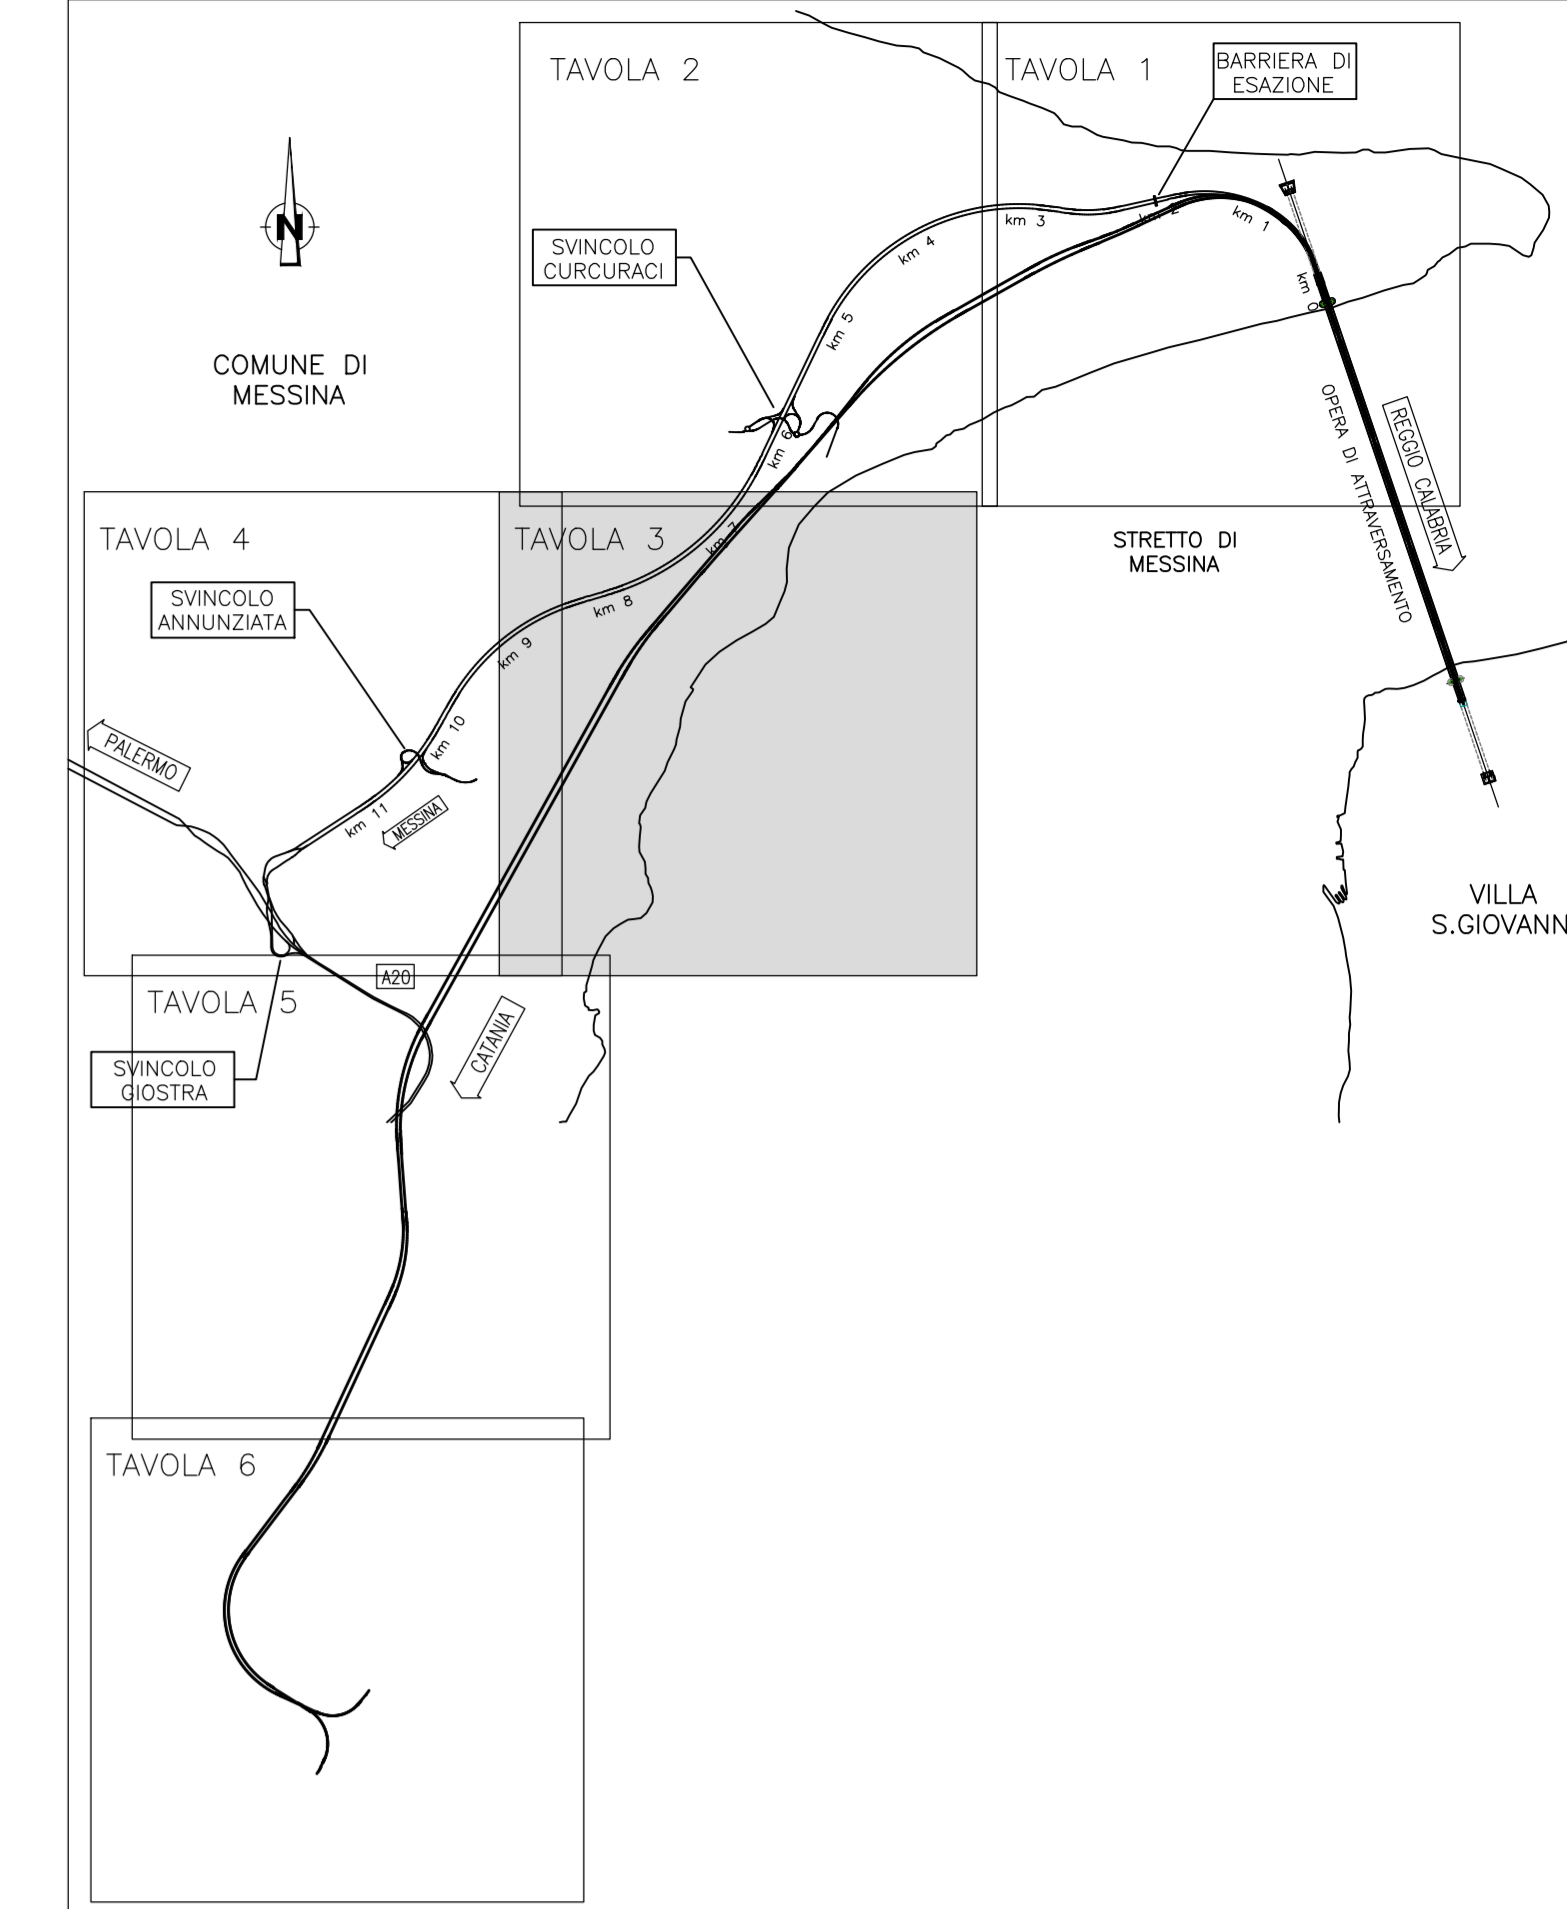 TAVOLA 2
TAVOLA 1
BARRIERA DI
ESAZIONE
N
km 3
km 2
km 1
SVINCOLO
CURCURACI
km 4
km 0
km 5
COMUNE DI
MESSINA
OPERA DI ATTRAVERSAMENTO
REGGIO CALABRIA
km 6
TAVOLA 4
TAVOLA 3
km 7
STRETTO DI
MESSINA
SVINCOLO
ANNUNZIATA
km 8
km 9
km 10
PALERMO
km 11
MESSINA
VILLA
S.GIOVANN
A20
TAVOLA 5
CATANIA
SVINCOLO
GIOSTRA
TAVOLA 6